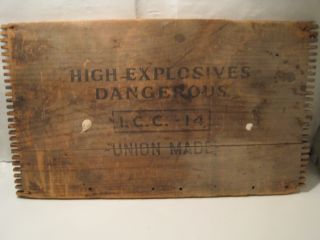 HIGH EXPLOSIVES
DANGEROUS
I.C.C. - 14
UNION MADE